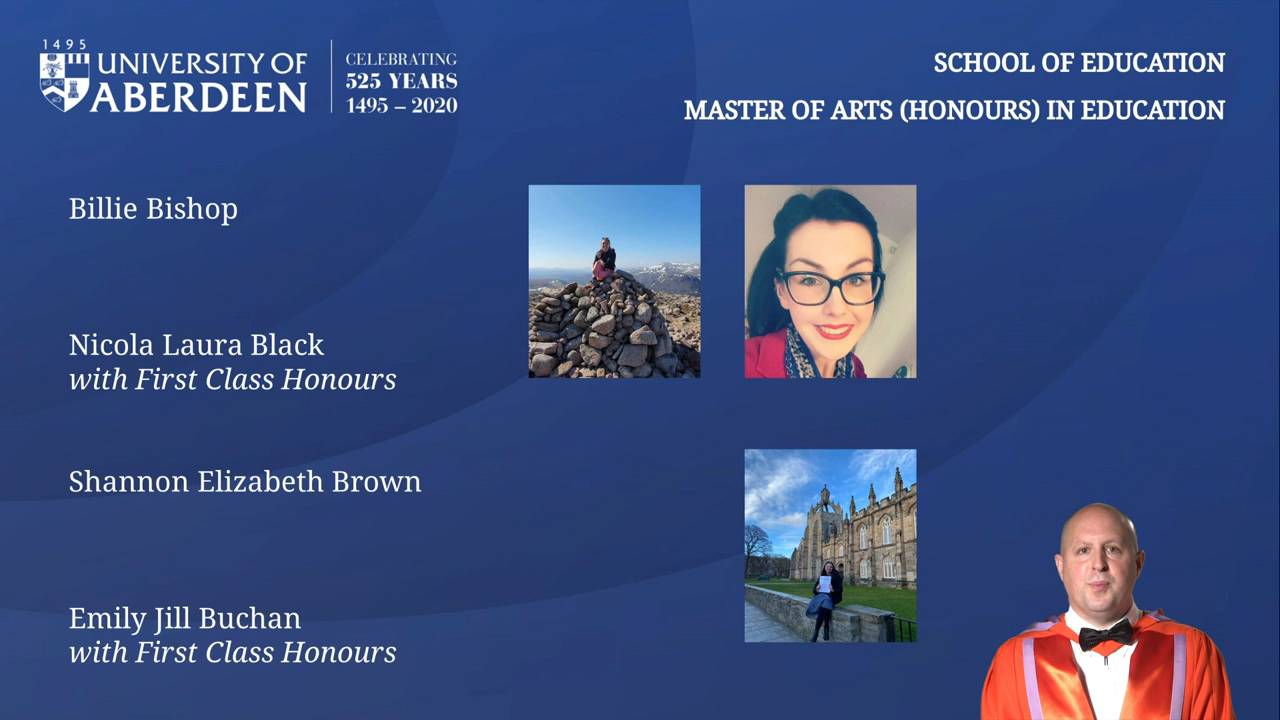 1495
UNIVERSITY OF
ABERDEEN
CELEBRATING
525 YEARS
1495 – 2020
SCHOOL OF EDUCATION
MASTER OF ARTS (HONOURS) IN EDUCATION
Billie Bishop
Nicola Laura Black
with First Class Honours
Shannon Elizabeth Brown
Emily Jill Buchan
with First Class Honours